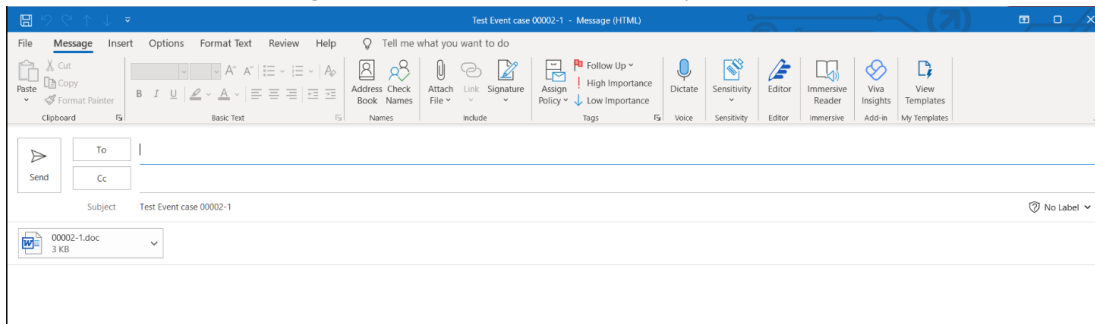 Test Event case 00002-1 - Message (HTML)
File Message Insert Options Format Text Review Help Tell me what you want to do
Paste
Cut
Copy
Format Painter
Clipboard
B I U
Basic Text
Address Book
Check Names
Names
Attach File
Link
Signature
Include
Assign Policy
Follow Up
High Importance
Low Importance
Tags
Dictate
Voice
Sensitivity
Sensitivity
Editor
Editor
Immersive Reader
Immersive
Viva Insights
Add-in
View Templates
My Templates
Send
To
Cc
Subject Test Event case 00002-1
No Label
00002-1.doc
3 KB